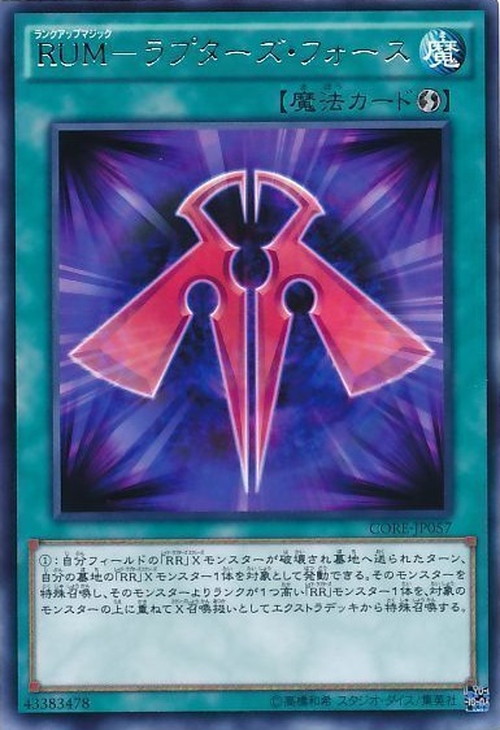 ランクアップマジック
RUM－ラプターズ・フォース
魔
【魔法カード】
CORE-JP057
①:自分フィールドの「RR」Xモンスターが破壊され墓地へ送られたターン、
自分の墓地の「RR」Xモンスター1体を対象として発動できる。そのモンスターを
特殊召喚し、そのモンスターよりランクが1つ高い「RR」モンスター1体を、対象の
モンスターの上に重ねてX召喚扱いとしてエクストラデッキから特殊召喚する。
43383478
©高橋和希 スタジオ・ダイス/集英社